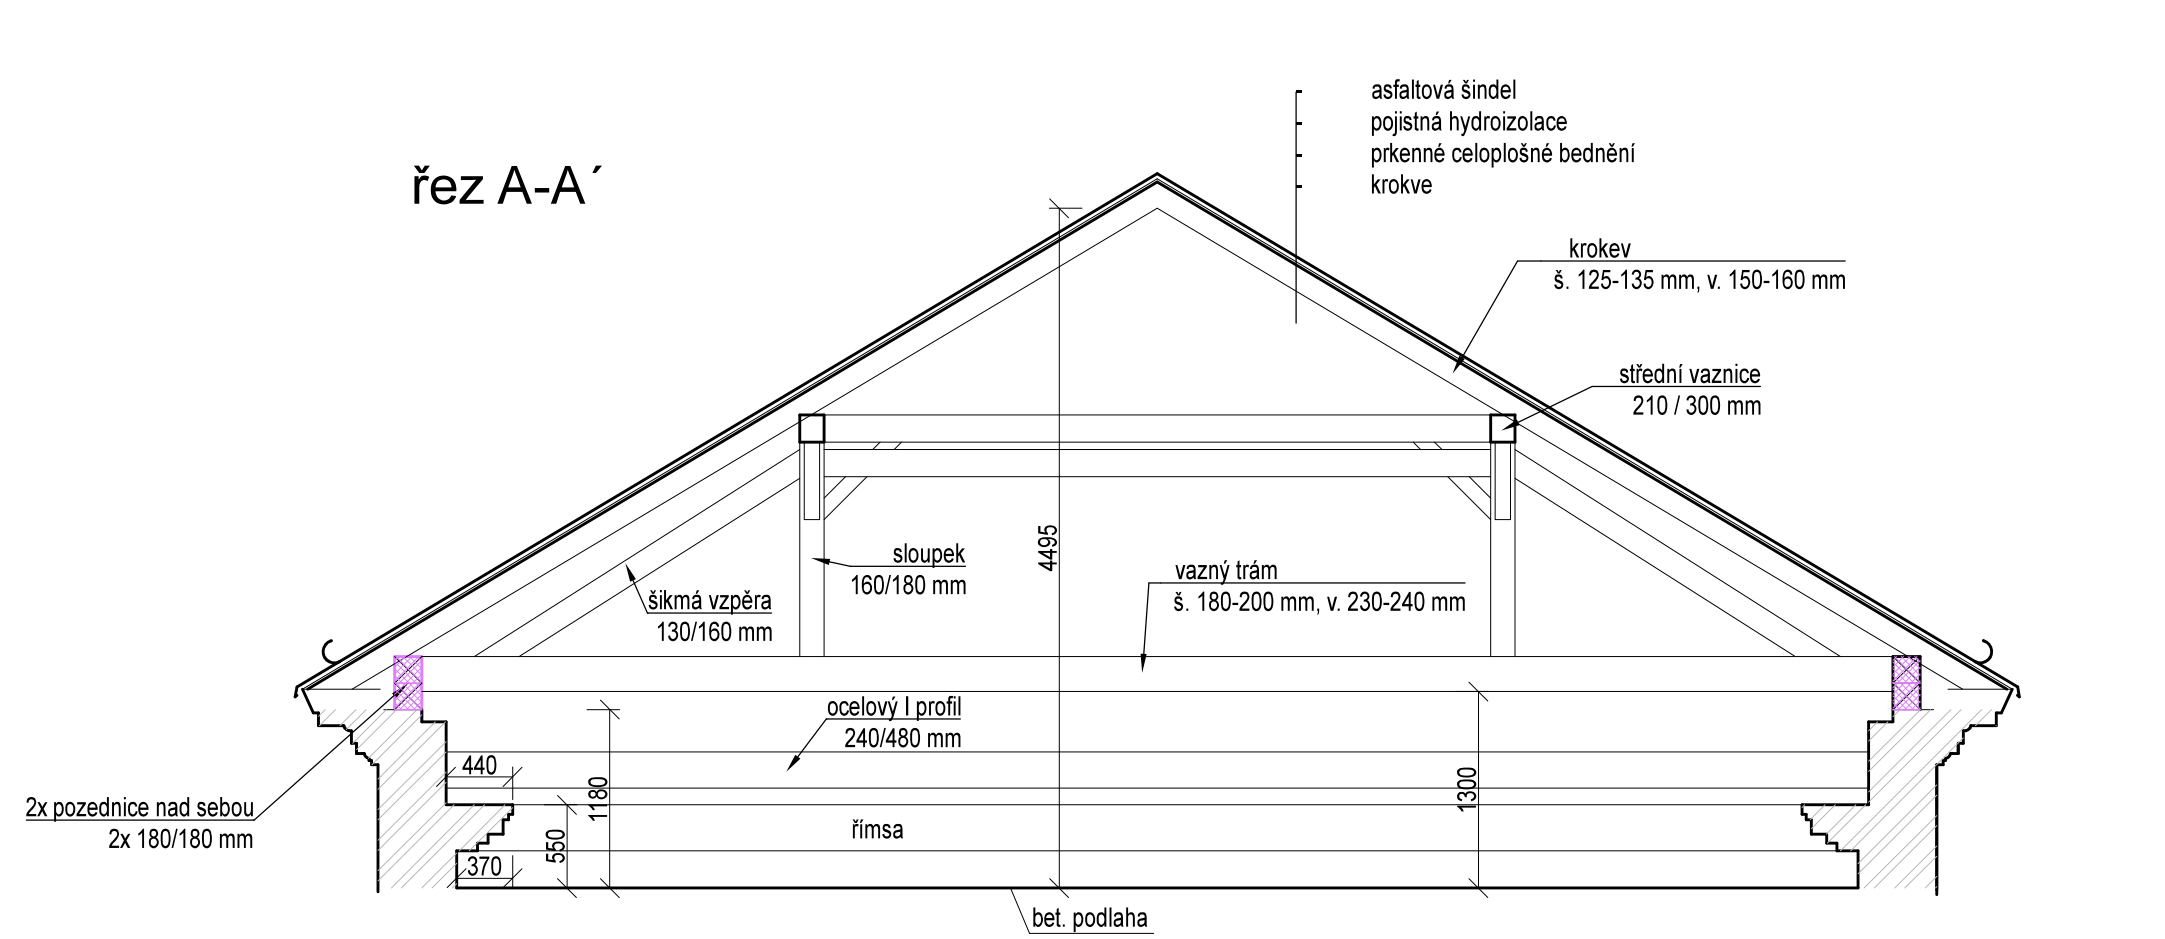 asfaltová šindel
pojistná hydroizolace
prkenné celoplošné bednění
krokve
řez A-A´
krokev
š. 125-135 mm, v. 150-160 mm
střední vaznice
210 / 300 mm
4495
sloupek
160/180 mm
vazný trám
š. 180-200 mm, v. 230-240 mm
šikmá vzpěra
130/160 mm
ocelový I profil
240/480 mm
440
1180
1300
2x pozednice nad sebou
2x 180/180 mm
550
římsa
370
bet. podlaha